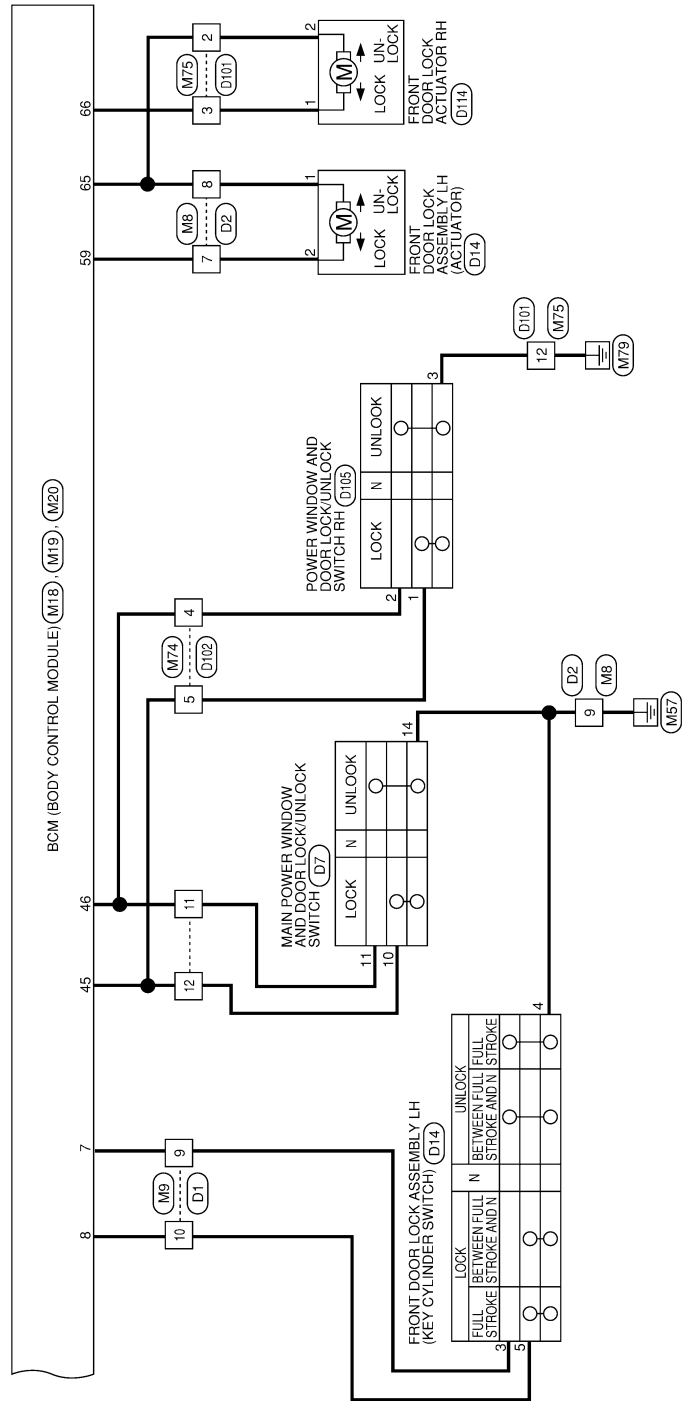 BCM (BODY CONTROL MODULE) M18 , M19 , M20
8
7
45
46
59
65
66
10
9
M9
D1
12
11
5
4
M74
D102
7
8
M8
D2
3
2
M75
D101
FRONT DOOR LOCK ASSEMBLY LH
(KEY CYLINDER SWITCH) D14
LOCK
N
UNLOCK
FULL
STROKE
BETWEEN FULL
STROKE AND N
BETWEEN FULL
STROKE AND N
FULL
STROKE
3
5
4
MAIN POWER WINDOW
AND DOOR LOCK/UNLOCK
SWITCH D7
LOCK
N
UNLOOK
11
10
14
D2
9
M8
M57
POWER WINDOW AND
DOOR LOCK/UNLOCK
SWITCH RH D105
LOCK
N
UNLOOK
2
1
3
D101
12
M75
M79
2
1
M
LOCK
UN-
LOCK
FRONT
DOOR LOCK
ASSEMBLY LH
(ACTUATOR)
D14
1
2
M
LOCK
UN-
LOCK
FRONT
DOOR LOCK
ACTUATOR RH
D114